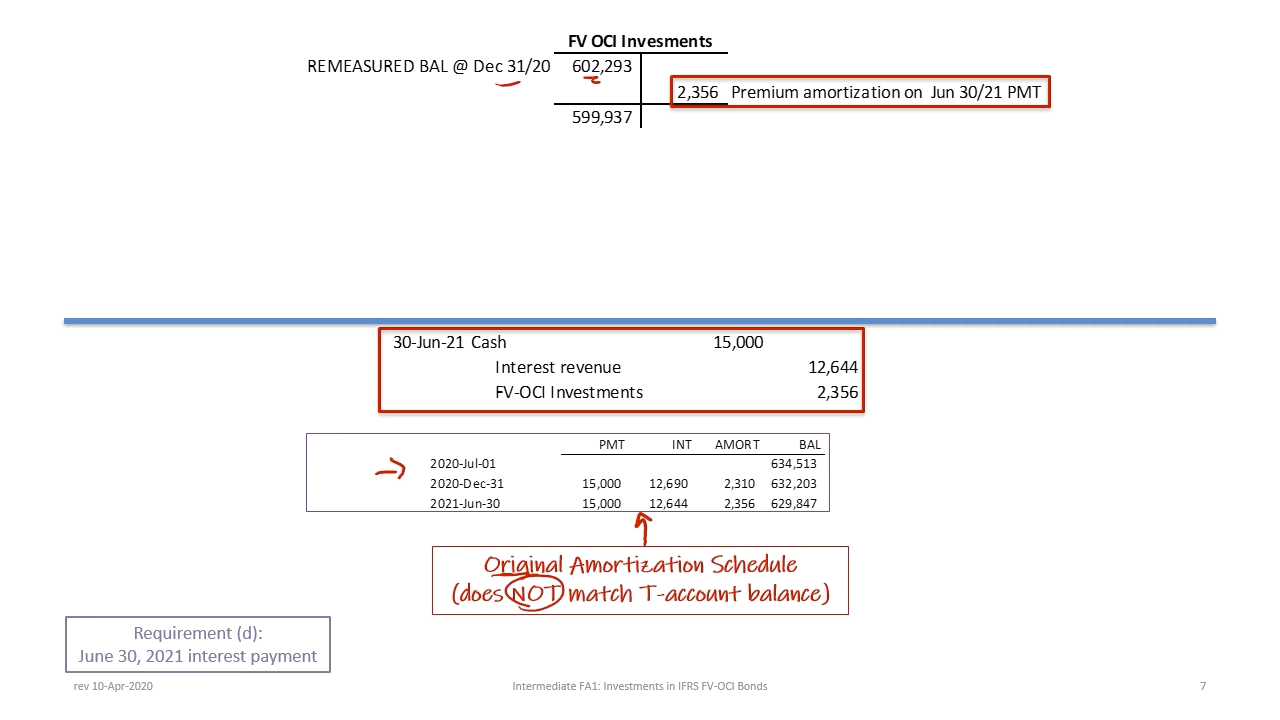 FV OCI Invesments
REMEASURED BAL @ Dec 31/20 602,293
2,356 Premium amortization on Jun 30/21 PMT
599,937
30-Jun-21 Cash 15,000
Interest revenue 12,644
FV-OCI Investments 2,356
PMT INT AMORT BAL
2020-Jul-01 634,513
2020-Dec-31 15,000 12,690 2,310 632,203
2021-Jun-30 15,000 12,644 2,356 629,847
Original Amortization Schedule
(does NOT match T-account balance)
Requirement (d):
June 30, 2021 interest payment
rev 10-Apr-2020 Intermediate FA1: Investments in IFRS FV-OCI Bonds 7